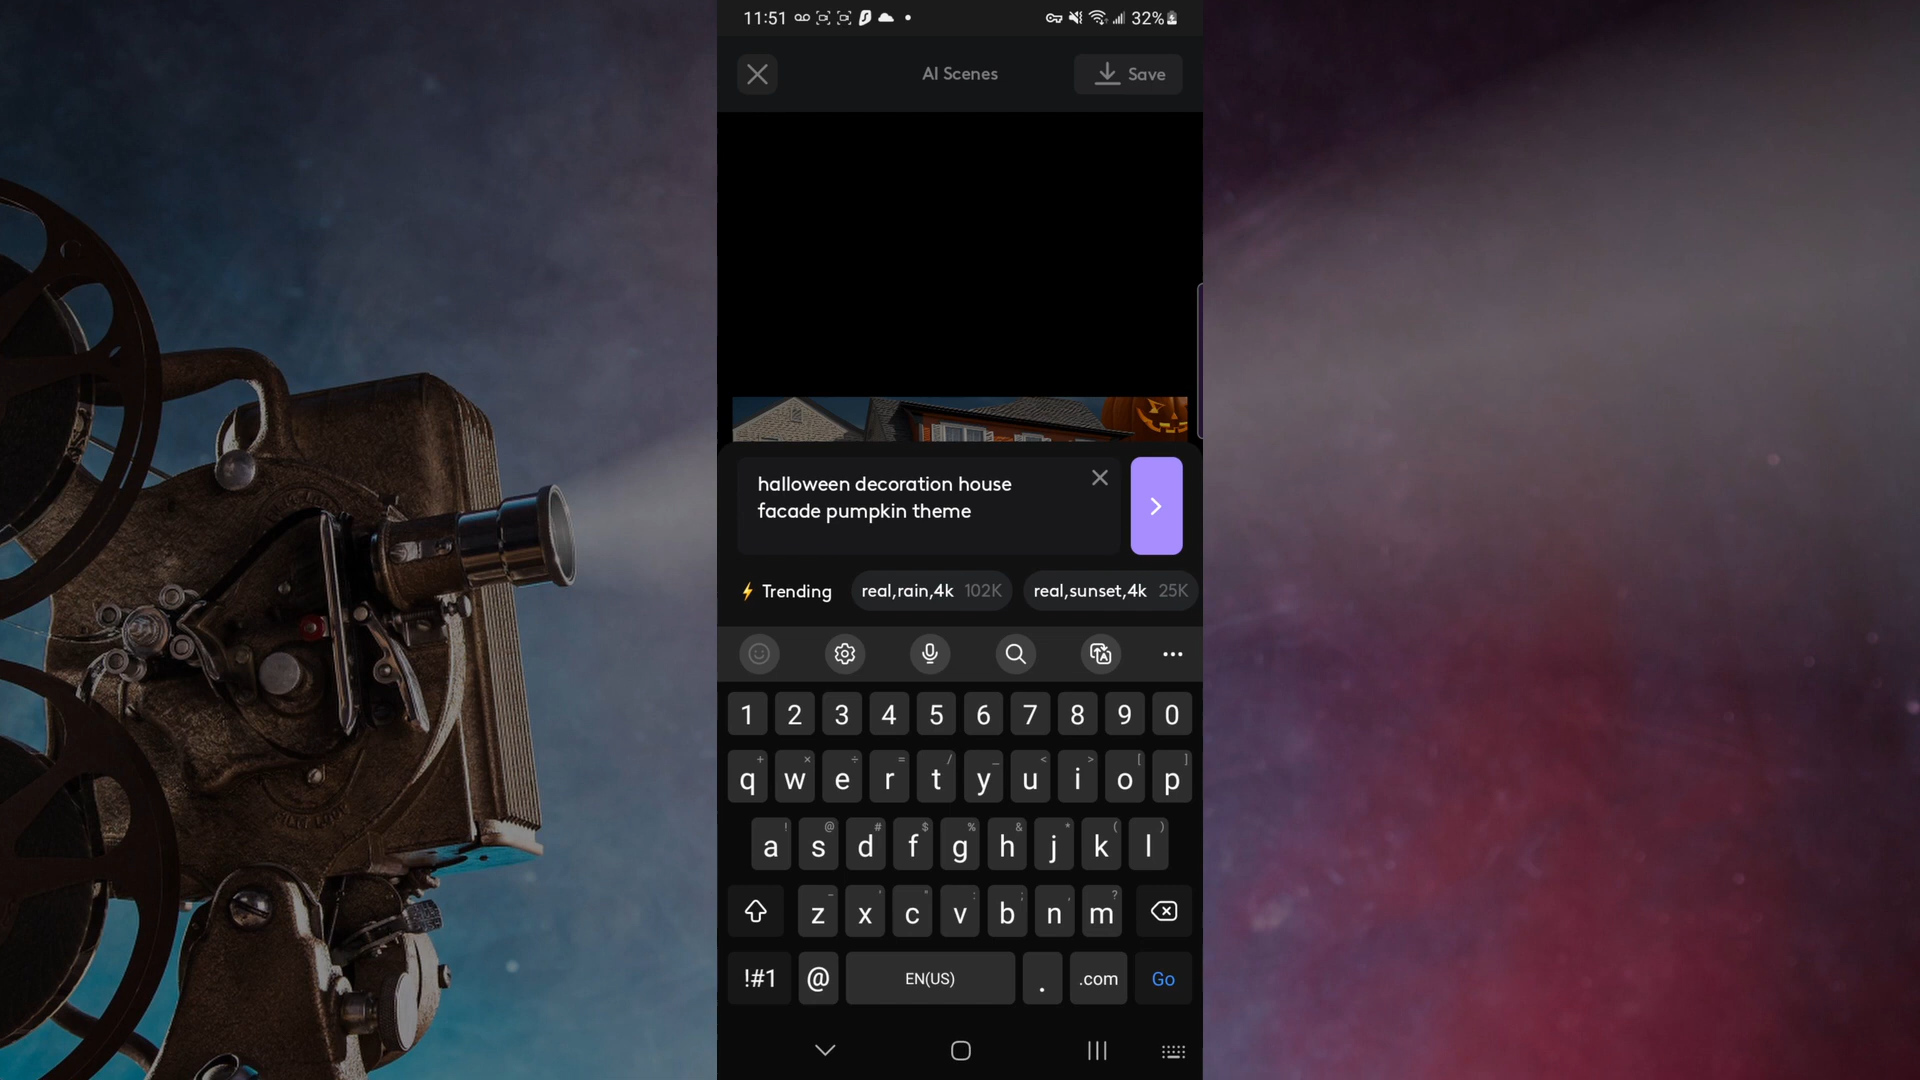 11:51
32%
AI Scenes
Save
halloween decoration house
facade pumpkin theme
Trending
real,rain,4k 102K
real,sunset,4k 25K
1 2 3 4 5 6 7 8 9 0
q w e r t y u i o p
a s d f g h j k l
z x c v b n m
!#1 @ EN(US) . .com Go